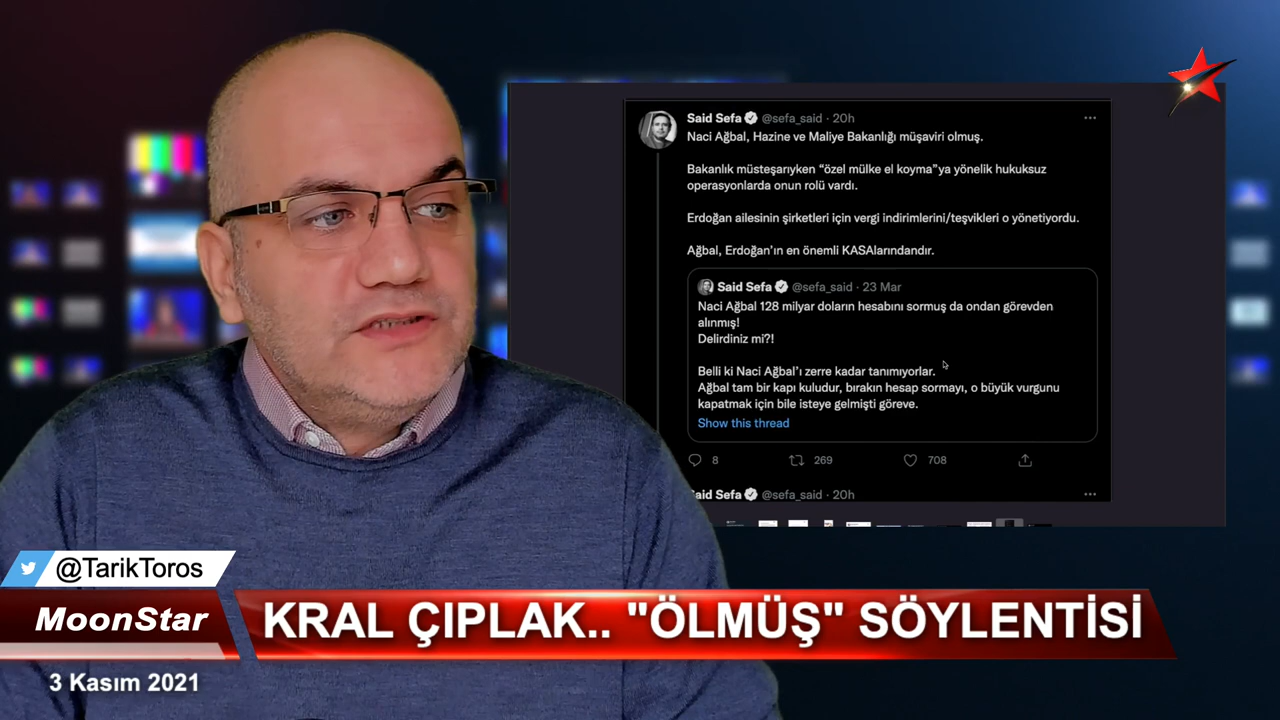 Said Sefa @sefa_said · 20h
Naci Ağbal, Hazine ve Maliye Bakanlığı müşaviri olmuş.
Bakanlık müsteşarıyken “özel mülke el koyma”ya yönelik hukuksuz
operasyonlarda onun rolü vardı.
Erdoğan ailesinin şirketleri için vergi indirimlerini/teşvikleri o yönetiyordu.
Ağbal, Erdoğan’ın en önemli KASAlarındandır.
Said Sefa @sefa_said · 23 Mar
Naci Ağbal 128 milyar doların hesabını sormuş da ondan görevden
alınmış!
Delirdiniz mi?!
Belli ki Naci Ağbal’ı zerre kadar tanımıyorlar.
Ağbal tam bir kapı kuludur, bırakın hesap sormayı, o büyük vurgunu
kapatmak için bile isteye gelmişti göreve.
Show this thread
8 269 708
Said Sefa @sefa_said · 20h
@TarikToros
MoonStar
KRAL ÇIPLAK.. "ÖLMÜŞ" SÖYLENTİSİ
3 Kasım 2021